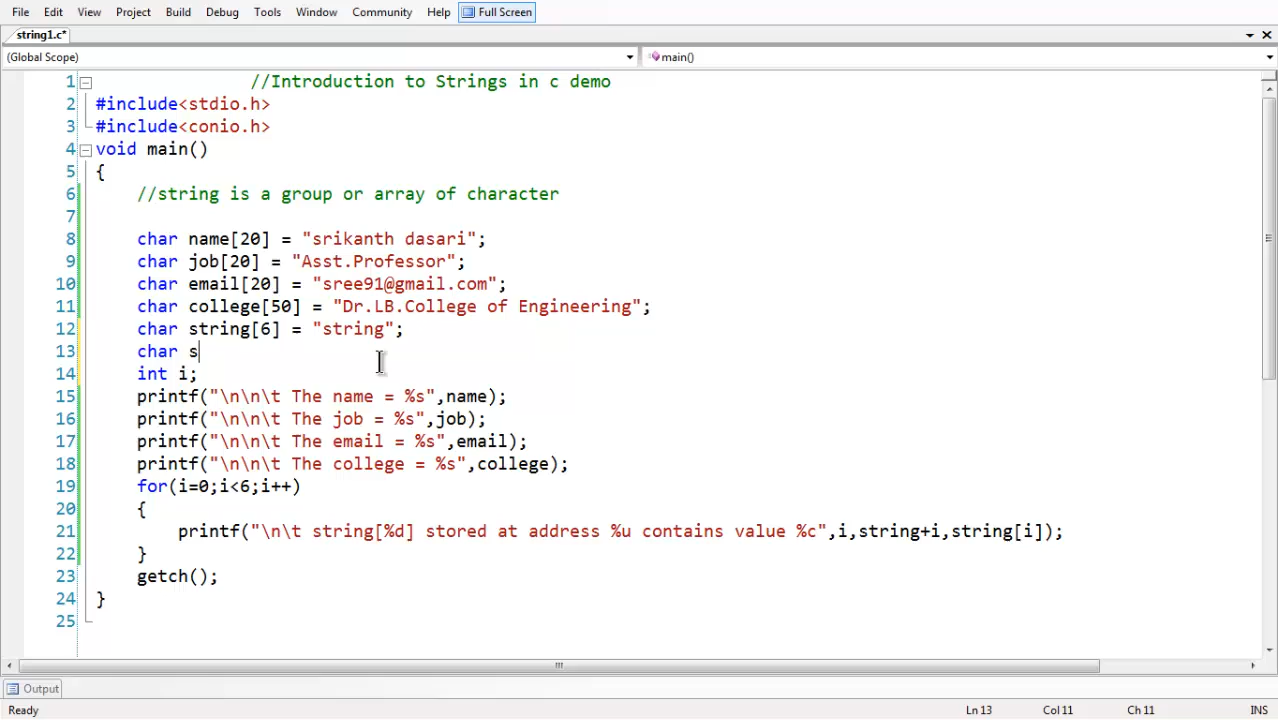 File Edit View Project Build Debug Tools Window Community Help Full Screen
string1.c*
(Global Scope) main()
1 //Introduction to Strings in c demo
2 #include<stdio.h>
3 #include<conio.h>
4 void main()
5 {
6 //string is a group or array of character
7
8 char name[20] = "srikanth dasari";
9 char job[20] = "Asst.Professor";
10 char email[20] = "sree91@gmail.com";
11 char college[50] = "Dr.LB.College of Engineering";
12 char string[6] = "string";
13 char s
14 int i;
15 printf("\n\n\t The name = %s",name);
16 printf("\n\n\t The job = %s",job);
17 printf("\n\n\t The email = %s",email);
18 printf("\n\n\t The college = %s",college);
19 for(i=0;i<6;i++)
20 {
21 printf("\n\t string[%d] stored at address %u contains value %c",i,string+i,string[i]);
22 }
23 getch();
24 }
25
Output
Ready Ln 13 Col 11 Ch 11 INS